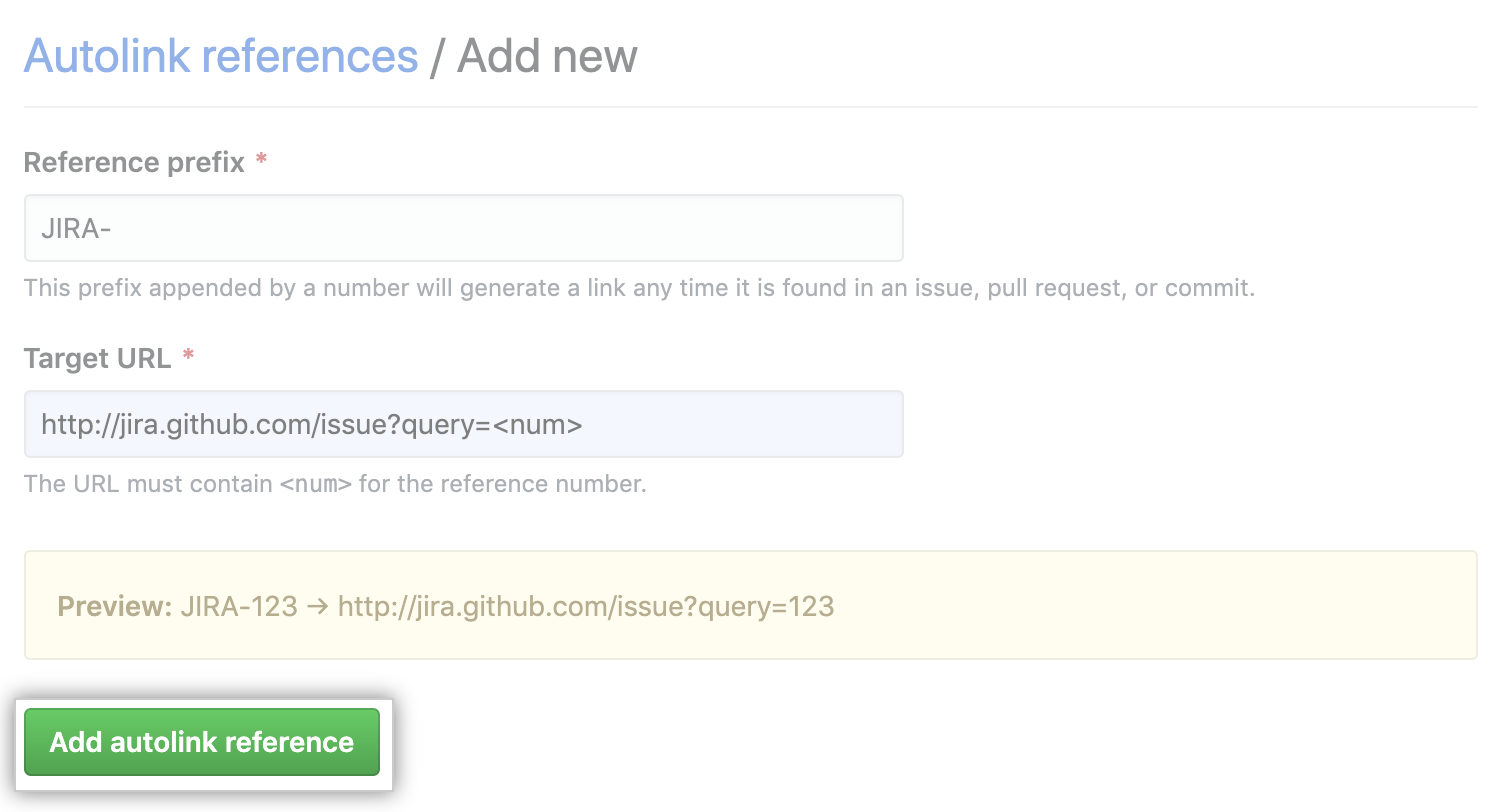 Autolink references / Add new
Reference prefix *
JIRA-
This prefix appended by a number will generate a link any time it is found in an issue, pull request, or commit.
Target URL *
http://jira.github.com/issue?query=<num>
The URL must contain <num> for the reference number.
Preview: JIRA-123 → http://jira.github.com/issue?query=123
Add autolink reference